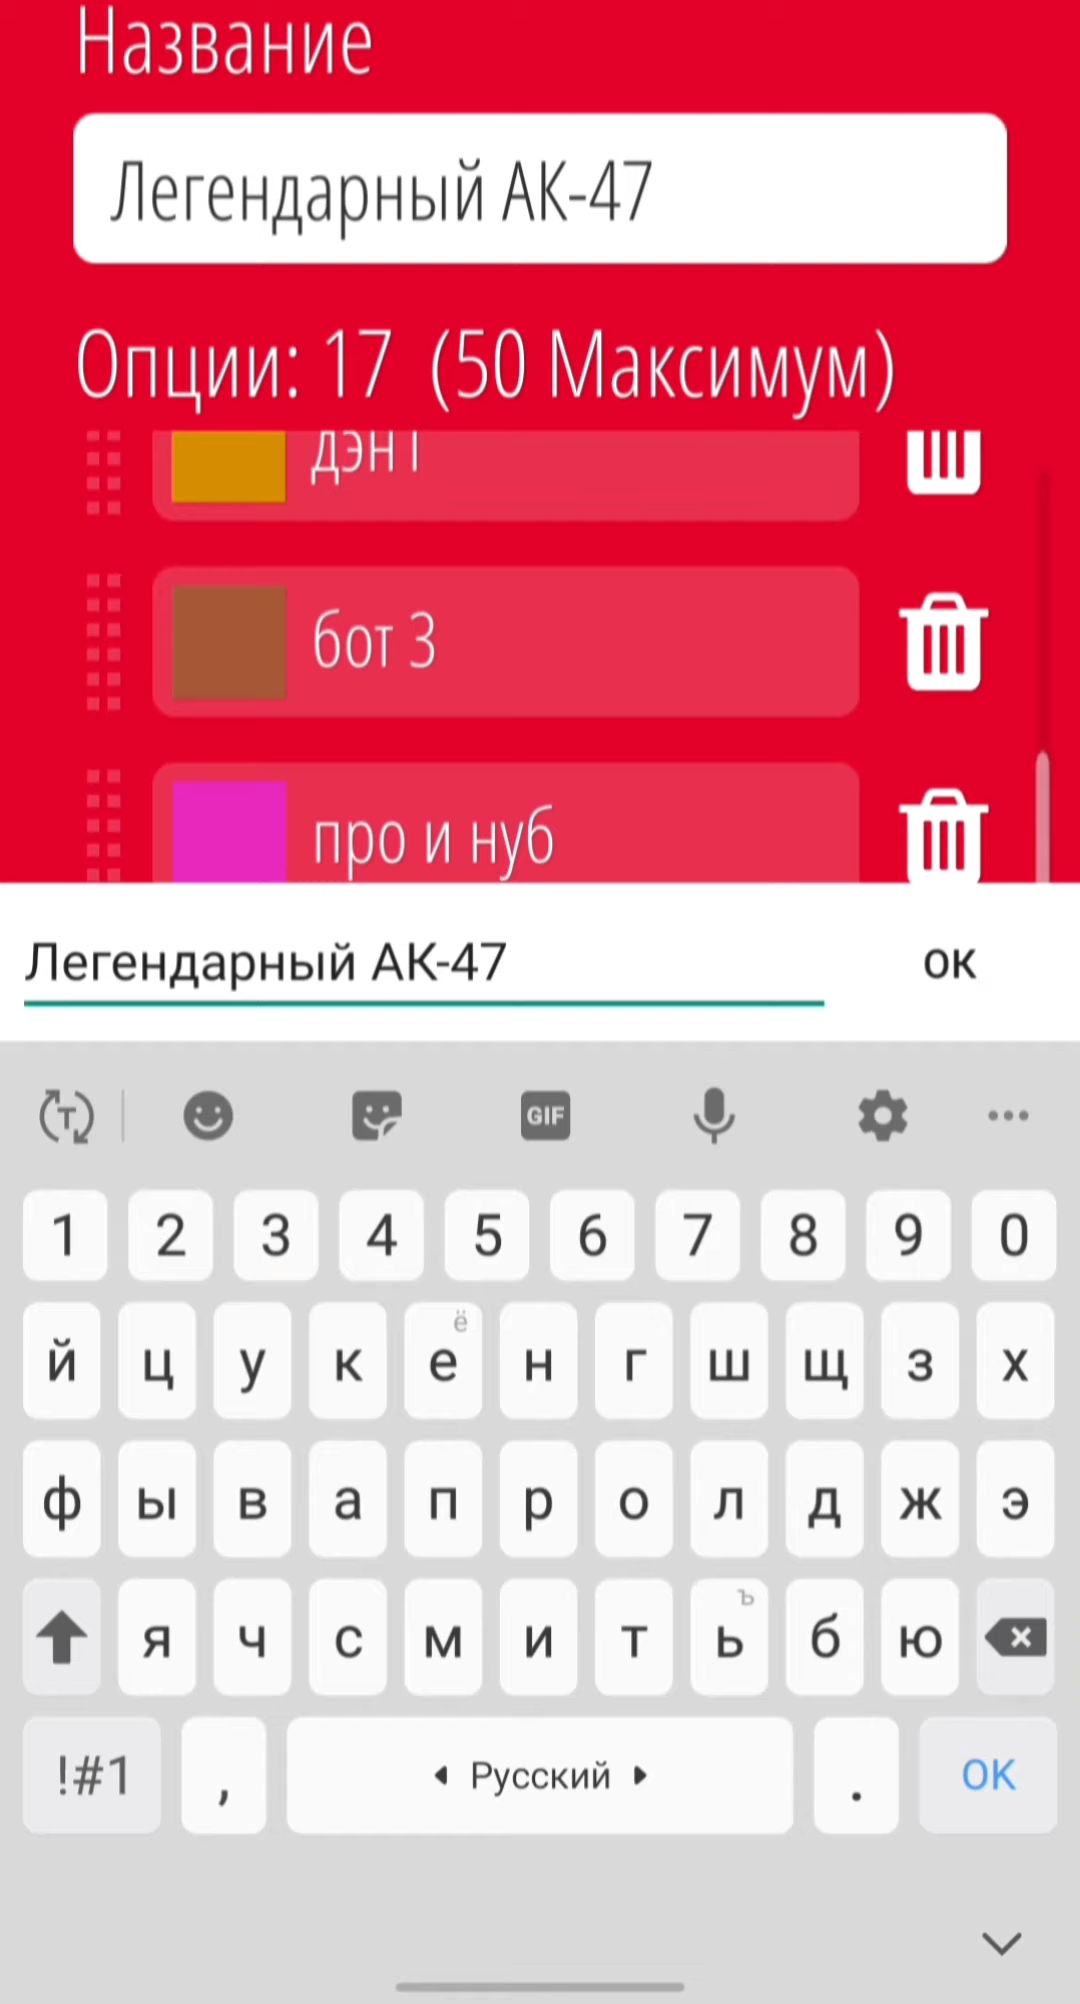 Название
Легендарный АК-47
Опции: 17 (50 Максимум)
дэн1
бот 3
про и нуб
Легендарный АК-47
ОК
T
GIF
1 2 3 4 5 6 7 8 9 0
ё
й ц у к е н г ш щ з х
ф ы в а п р о л д ж э
ъ
я ч с м и т ь б ю
!#1 , Русский . OK